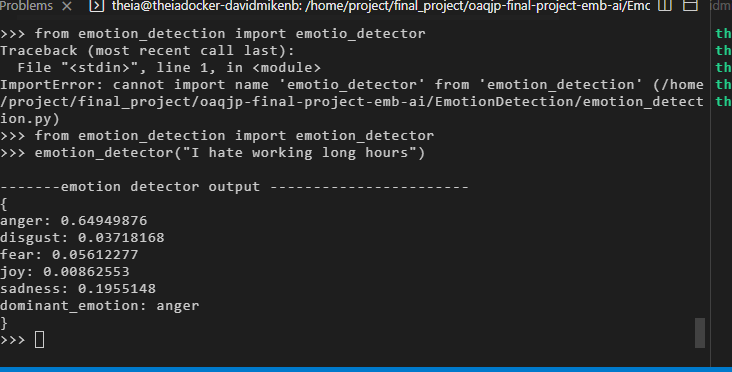 Problems
theia@theiadocker-davidmikenb: /home/project/final_project/oaqjp-final-project-emb-ai/Emc
idm
>>> from emotion_detection import emotio_detector
Traceback (most recent call last):
  File "<stdin>", line 1, in <module>
ImportError: cannot import name 'emotio_detector' from 'emotion_detection' (/home
/project/final_project/oaqjp-final-project-emb-ai/EmotionDetection/emotion_detect
ion.py)
>>> from emotion_detection import emotion_detector
>>> emotion_detector("I hate working long hours")
-------emotion detector output ------------------------
{
anger: 0.64949876
disgust: 0.03718168
fear: 0.05612277
joy: 0.00862553
sadness: 0.1955148
dominant_emotion: anger
}
>>>
th
th
th
th
th